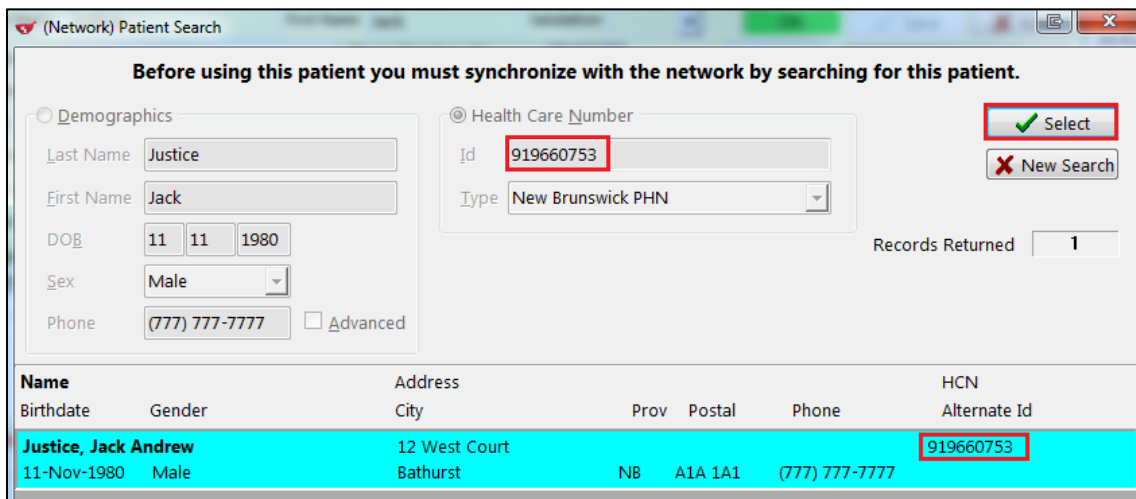 (Network) Patient Search
Before using this patient you must synchronize with the network by searching for this patient.
Demographics
Last Name Justice
First Name Jack
DOB 11 11 1980
Sex Male
Phone (777) 777-7777 Advanced
Health Care Number
Id 919660753
Type New Brunswick PHN
Select
New Search
Records Returned 1
Name Address HCN
Birthdate Gender City Prov Postal Phone Alternate Id
Justice, Jack Andrew 12 West Court 919660753
11-Nov-1980 Male Bathurst NB A1A 1A1 (777) 777-7777